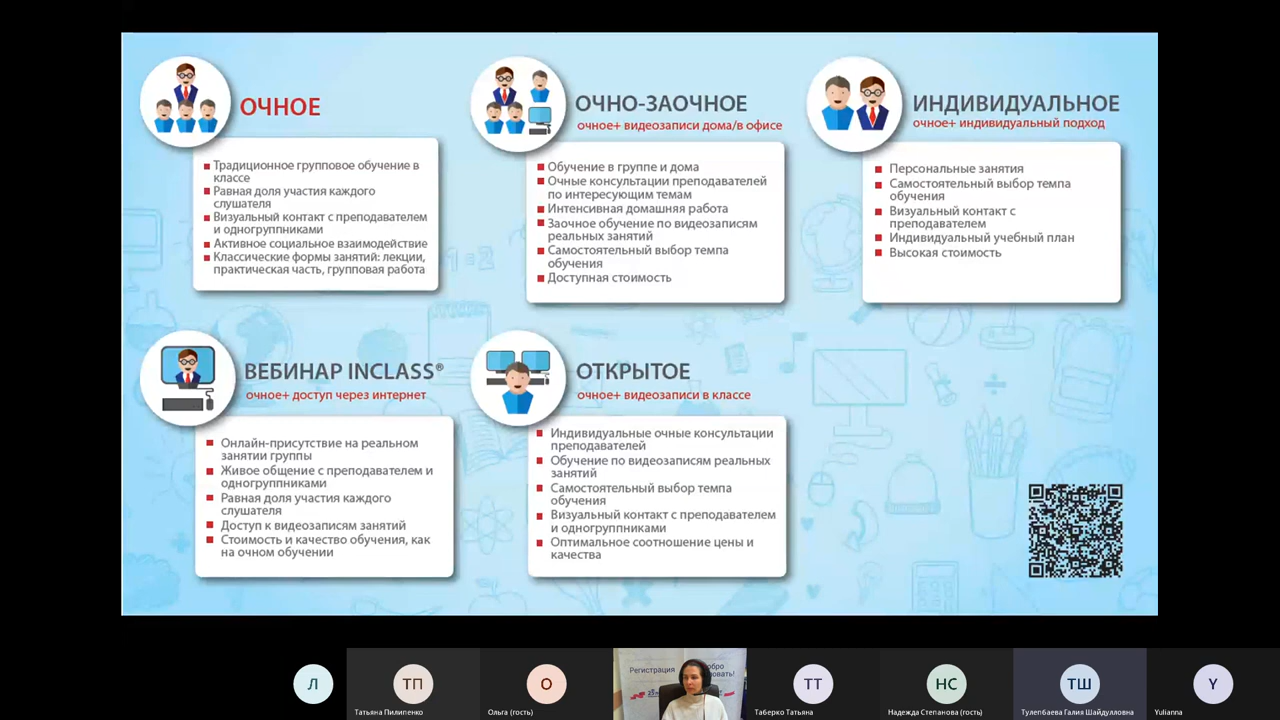 ОЧНОЕ
Традиционное групповое обучение в
классе
Равная доля участия каждого
слушателя
Визуальный контакт с преподавателем
и одногруппниками
Активное социальное взаимодействие
Классические формы занятий: лекции,
практическая часть, групповая работа
ОЧНО-ЗАОЧНОЕ
очное+ видеозаписи дома/в офисе
Обучение в группе и дома
Очные консультации преподавателей
по интересующим темам
Интенсивная домашняя работа
Заочное обучение по видеозаписям
реальных занятий
Самостоятельный выбор темпа
обучения
Доступная стоимость
ИНДИВИДУАЛЬНОЕ
очное+ индивидуальный подход
Персональные занятия
Самостоятельный выбор темпа
обучения
Визуальный контакт с
преподавателем
Индивидуальный учебный план
Высокая стоимость
ВЕБИНАР INCLASS®
очное+ доступ через интернет
Онлайн-присутствие на реальном
занятии группы
Живое общение с преподавателем и
одногруппниками
Равная доля участия каждого
слушателя
Доступ к видеозаписям занятий
Стоимость и качество обучения, как
на очном обучении
ОТКРЫТОЕ
очное+ видеозаписи в классе
Индивидуальные очные консультации
преподавателей
Обучение по видеозаписям реальных
занятий
Самостоятельный выбор темпа
обучения
Визуальный контакт с преподавателем
и одногруппниками
Оптимальное соотношение цены и
качества
Л
ТП
Татьяна Пилипенко
О
Ольга (гость)
Регистрация
ТТ
Таберко Татьяна
НС
Надежда Степанова (гость)
ТШ
Тулепбаева Галия Шайдулловна
Y
Yulianna